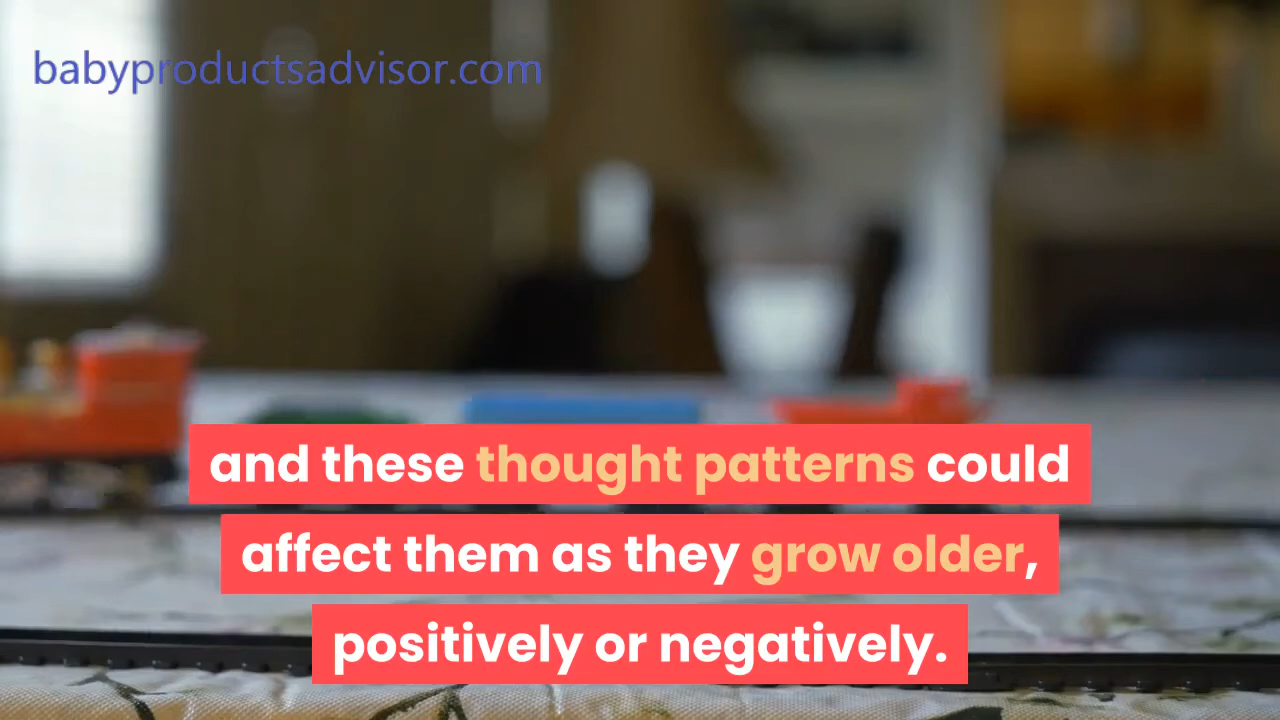 babyproductsadvisor.com
and these thought patterns could
affect them as they grow older,
positively or negatively.